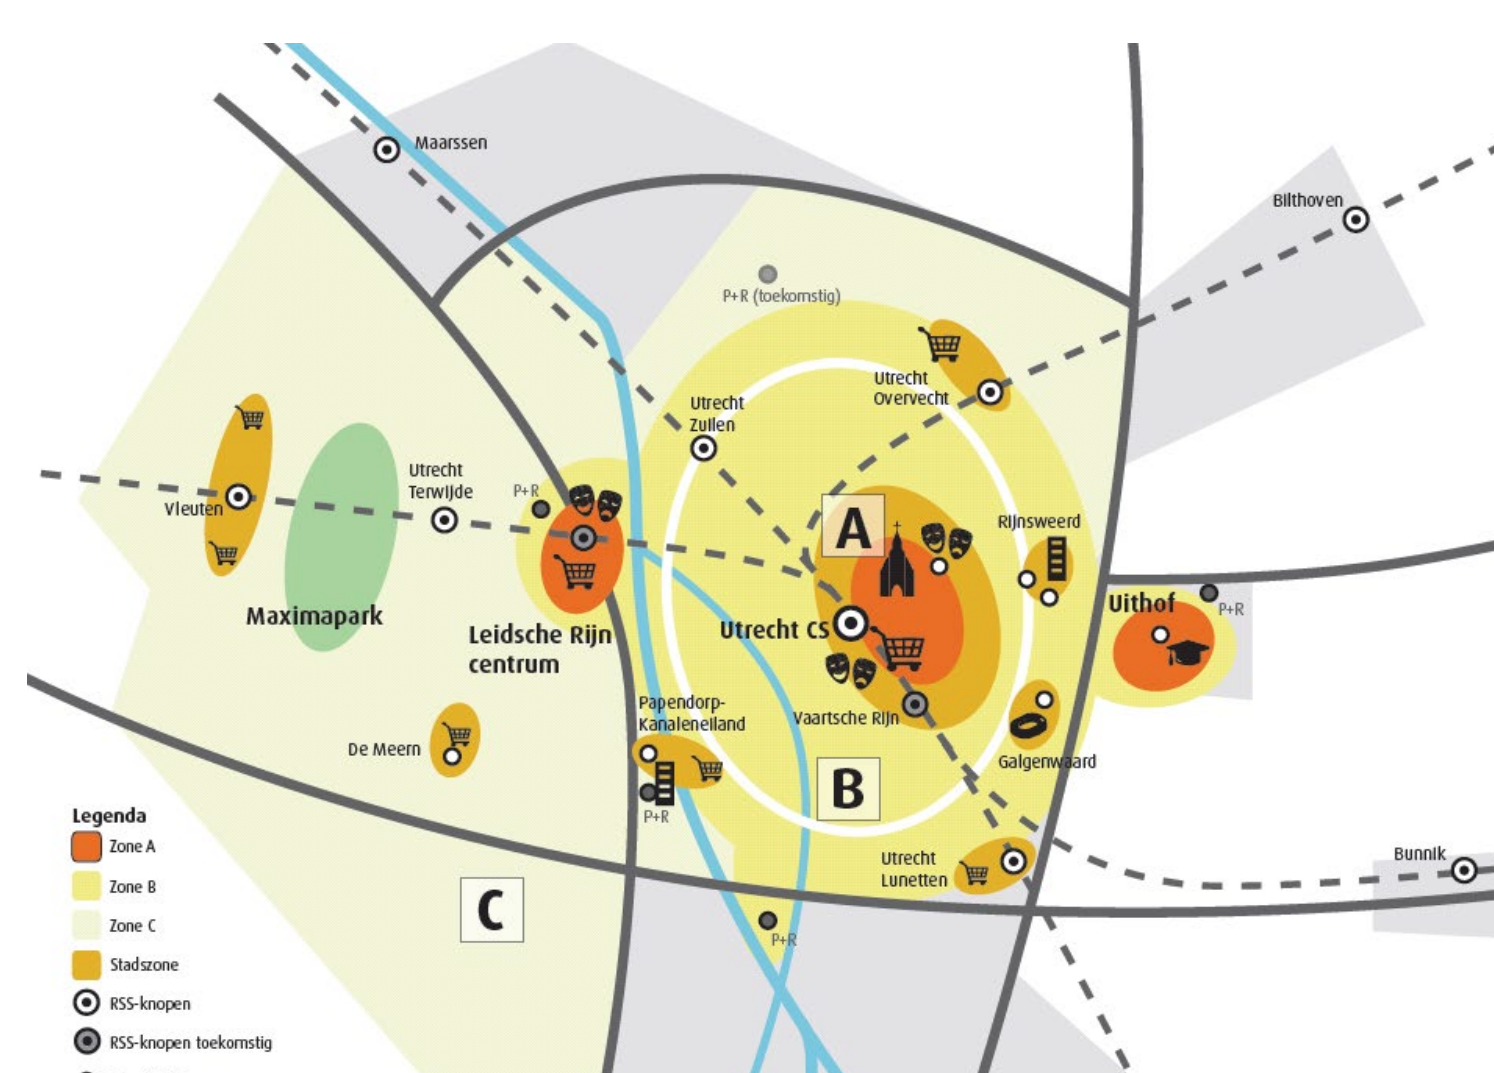 Maarssen
Bilthoven
P+R (toekomstig)
Utrecht
Overvecht
Utrecht
Zuilen
Utrecht
Terwijde
P+R
Vleuten
A
Rijnsweerd
Maximapark
Leidsche Rijn
centrum
Utrecht CS
Uithof
P+R
Papendorp-
Kanaleneiland
Vaartsche Rijn
De Meern
Galgenwaard
B
P+R
Utrecht
Lunetten
Bunnik
C
P+R
Legenda
Zone A
Zone B
Zone C
Stadszone
RSS-knopen
RSS-knopen toekomstig